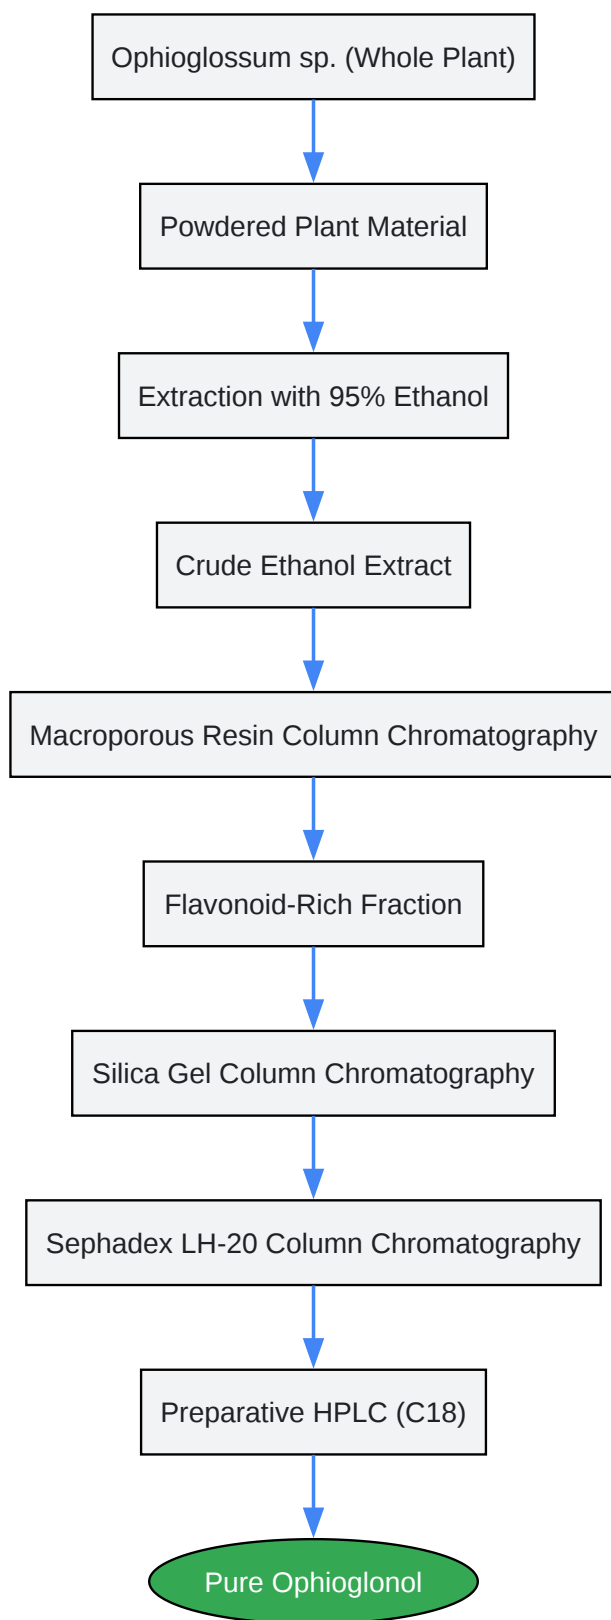 Ophioglossum sp. (Whole Plant)
Powdered Plant Material
Extraction with 95% Ethanol
Crude Ethanol Extract
Macroporous Resin Column Chromatography
Flavonoid-Rich Fraction
Silica Gel Column Chromatography
Sephadex LH-20 Column Chromatography
Preparative HPLC (C18)
Pure Ophioglonol